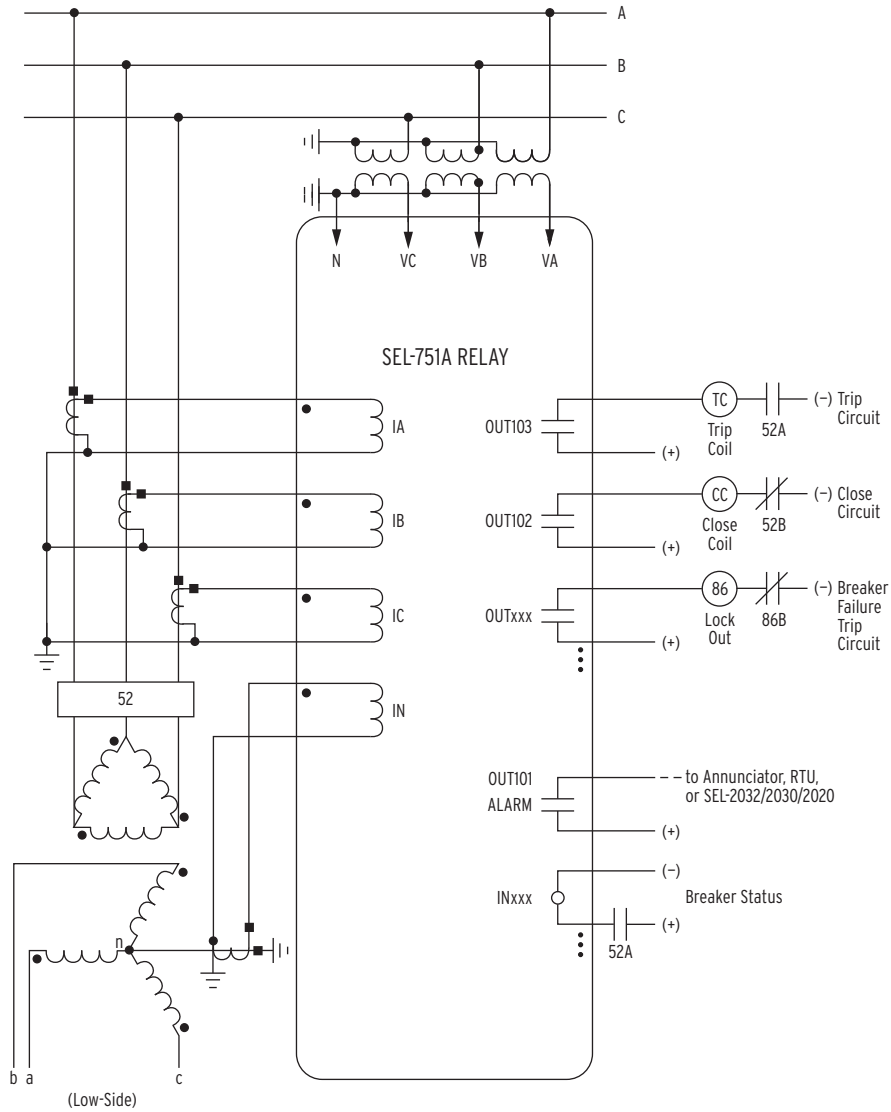 A
B
C
N
VC
VB
VA
SEL-751A RELAY
IA
IB
IC
IN
OUT103
TC
Trip
Coil
52A
(–) Trip
Circuit
(+)
OUT102
CC
Close
Coil
52B
(–) Close
Circuit
(+)
OUTxxx
86
Lock
Out
86B
(–) Breaker
Failure
Trip
Circuit
(+)
52
OUT101
ALARM
to Annunciator, RTU,
or SEL-2032/2030/2020
(+)
INxxx
(–)
Breaker Status
(+)
52A
n
b a
c
(Low-Side)